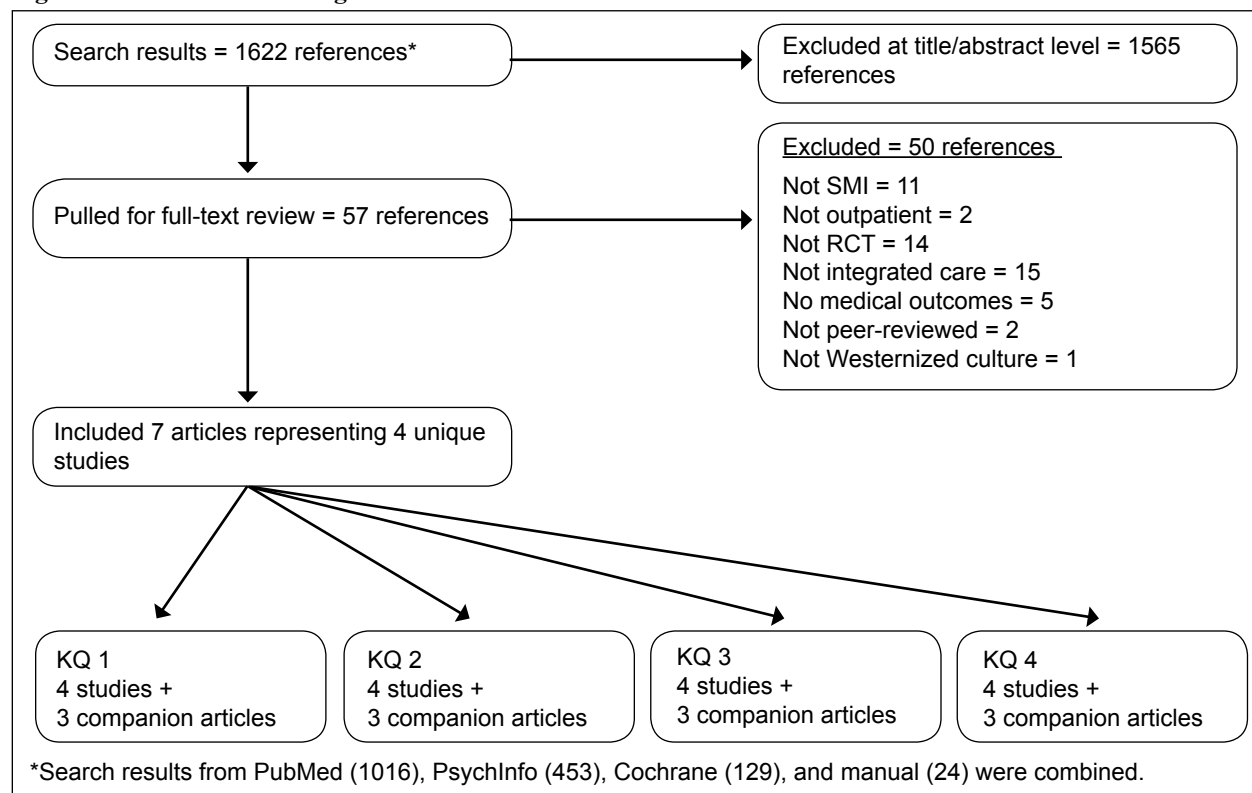 Search results = 1622 references*
Excluded at title/abstract level = 1565
references
Pulled for full-text review = 57 references
Excluded = 50 references
Not SMI = 11
Not outpatient = 2
Not RCT = 14
Not integrated care = 15
No medical outcomes = 5
Not peer-reviewed = 2
Not Westernized culture = 1
Included 7 articles representing 4 unique
studies
KQ 1
4 studies +
3 companion articles
KQ 2
4 studies +
3 companion articles
KQ 3
4 studies +
3 companion articles
KQ 4
4 studies +
3 companion articles
*Search results from PubMed (1016), PsychInfo (453), Cochrane (129), and manual (24) were combined.